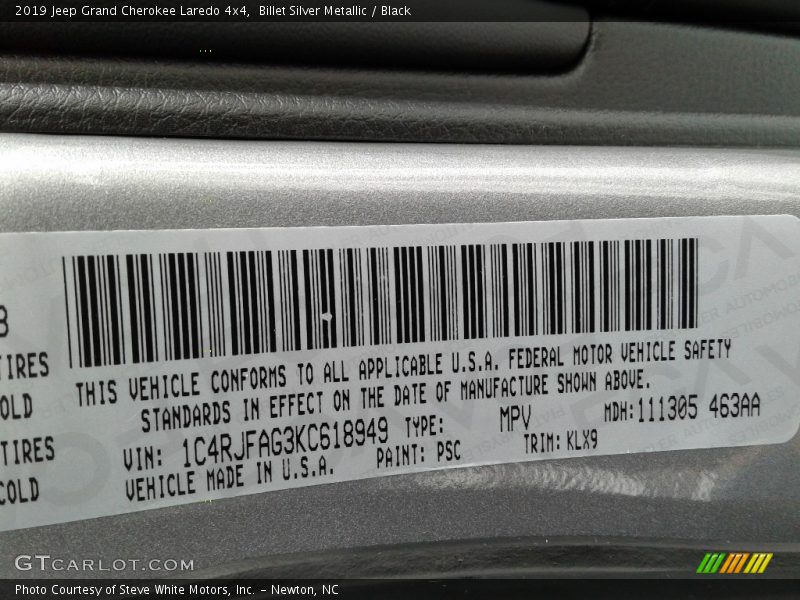 2019 Jeep Grand Cherokee Laredo 4x4,  Billet Silver Metallic / Black
THIS VEHICLE CONFORMS TO ALL APPLICABLE U.S.A. FEDERAL MOTOR VEHICLE SAFETY
STANDARDS IN EFFECT ON THE DATE OF MANUFACTURE SHOWN ABOVE.
TIRES
OLD
TIRES
COLD
VIN: 1C4RJFAG3KC618949 TYPE: MPV MDH: 111305 463AA
VEHICLE MADE IN U.S.A. PAINT: PSC TRIM: KLX9
GTCARLOT.COM
Photo Courtesy of Steve White Motors, Inc. – Newton, NC